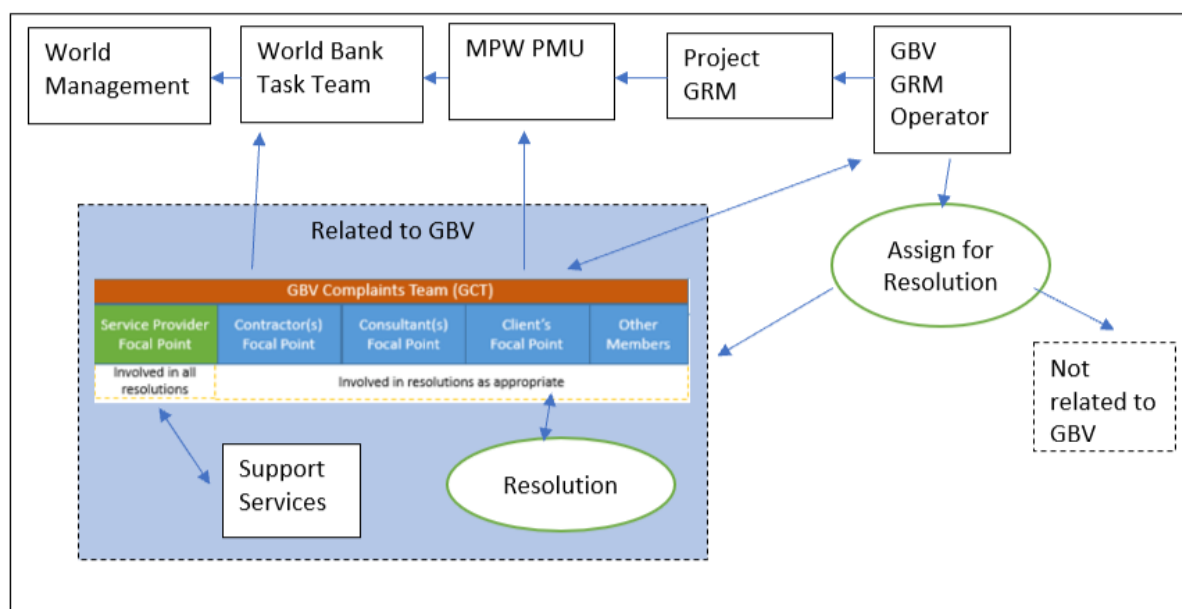 World
Management
World Bank
Task Team
MPW PMU
Project
GRM
GBV
GRM
Operator
Related to GBV
Assign for
Resolution
GBV Complaints Team (GCT)
Service Provider
Focal Point
Contractor(s)
Focal Point
Consultant(s)
Focal Point
Client's
Focal Point
Other
Members
Involved in all
resolutions
Involved in resolutions as appropriate
Not
related to
GBV
Support
Services
Resolution